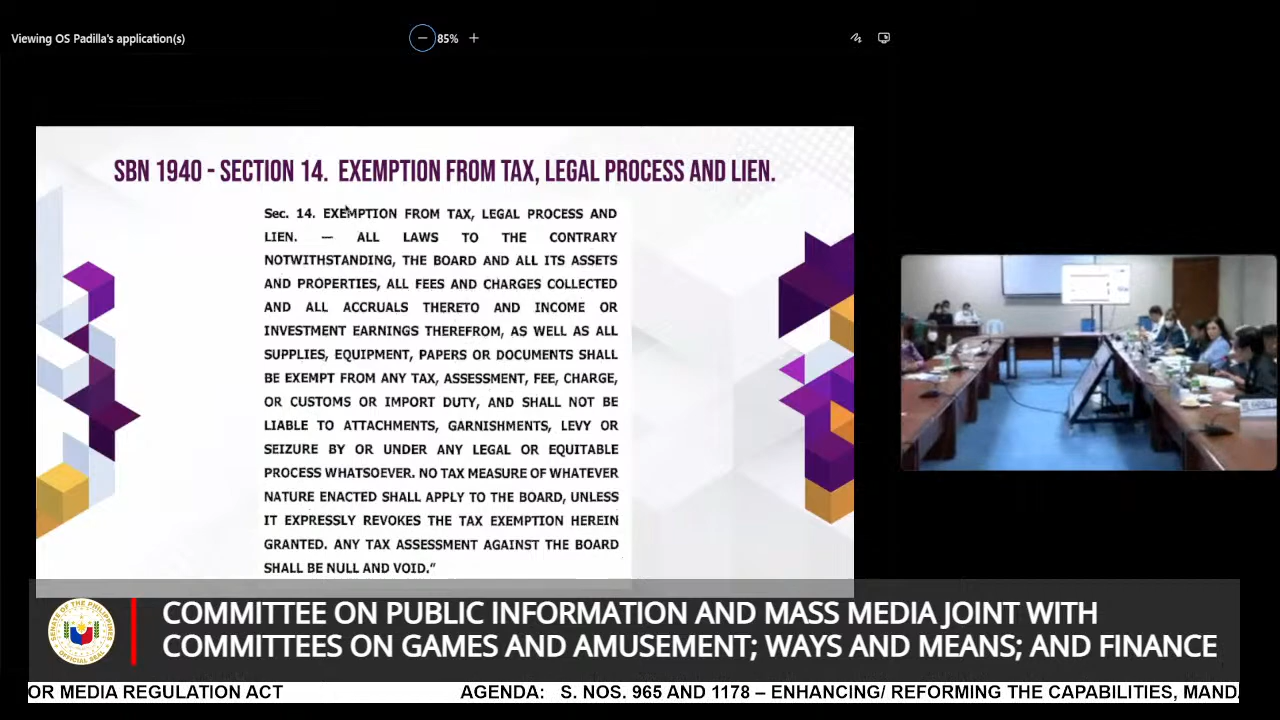 Viewing OS Padilla's application(s)
85%
SBN 1940 - SECTION 14. EXEMPTION FROM TAX, LEGAL PROCESS AND LIEN.
Sec. 14. EXEMPTION FROM TAX, LEGAL PROCESS AND
LIEN. — ALL LAWS TO THE CONTRARY
NOTWITHSTANDING, THE BOARD AND ALL ITS ASSETS
AND PROPERTIES, ALL FEES AND CHARGES COLLECTED
AND ALL ACCRUALS THERETO AND INCOME OR
INVESTMENT EARNINGS THEREFROM, AS WELL AS ALL
SUPPLIES, EQUIPMENT, PAPERS OR DOCUMENTS SHALL
BE EXEMPT FROM ANY TAX, ASSESSMENT, FEE, CHARGE,
OR CUSTOMS OR IMPORT DUTY, AND SHALL NOT BE
LIABLE TO ATTACHMENTS, GARNISHMENTS, LEVY OR
SEIZURE BY OR UNDER ANY LEGAL OR EQUITABLE
PROCESS WHATSOEVER. NO TAX MEASURE OF WHATEVER
NATURE ENACTED SHALL APPLY TO THE BOARD, UNLESS
IT EXPRESSLY REVOKES THE TAX EXEMPTION HEREIN
GRANTED. ANY TAX ASSESSMENT AGAINST THE BOARD
SHALL BE NULL AND VOID."
SENATE OF THE PHILIPPINES
OFFICIAL SEAL
COMMITTEE ON PUBLIC INFORMATION AND MASS MEDIA JOINT WITH
COMMITTEES ON GAMES AND AMUSEMENT; WAYS AND MEANS; AND FINANCE
OR MEDIA REGULATION ACT AGENDA: S. NOS. 965 AND 1178 – ENHANCING/ REFORMING THE CAPABILITIES, MAND